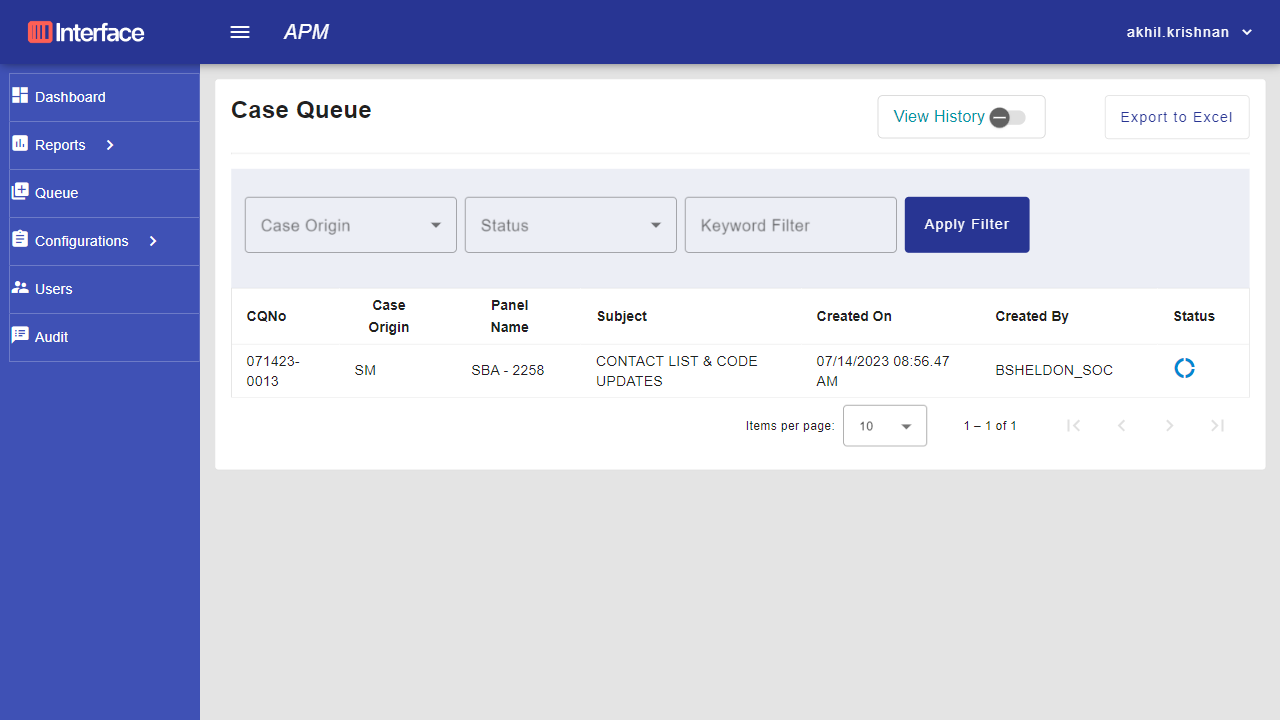 Interface
APM
akhil.krishnan
Dashboard
Reports
Queue
Configurations
Users
Audit
Case Queue
View History
Export to Excel
Case Origin
Status
Keyword Filter
Apply Filter
CQNo
Case
Origin
Panel
Name
Subject
Created On
Created By
Status
071423-
0013
SM
SBA - 2258
CONTACT LIST & CODE
UPDATES
07/14/2023 08:56.47
AM
BSHELDON_SOC
Items per page:
10
1 – 1 of 1